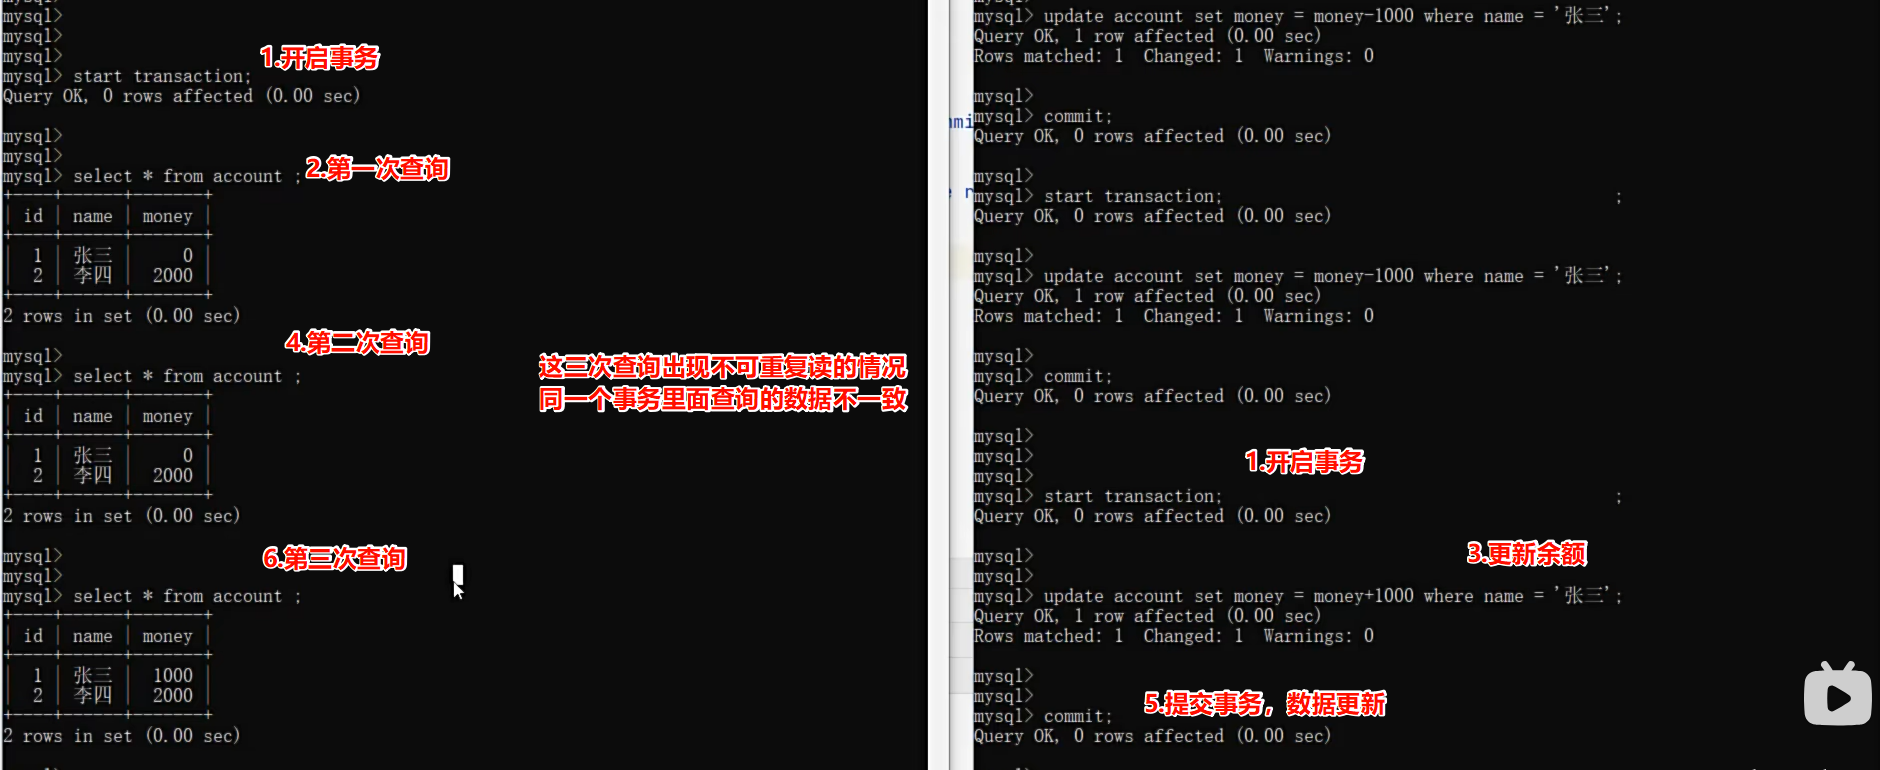 mysql>
mysql>
mysql>
1.开启事务
mysql> start transaction;
Query OK, 0 rows affected (0.00 sec)
mysql>
mysql>
mysql> select * from account ;
2.第一次查询
+----+------+-------+
| id | name | money |
+----+------+-------+
| 1 | 张三 | 0 |
| 2 | 李四 | 2000 |
+----+------+-------+
2 rows in set (0.00 sec)
4.第二次查询
mysql>
mysql> select * from account ;
+----+------+-------+
| id | name | money |
+----+------+-------+
| 1 | 张三 | 0 |
| 2 | 李四 | 2000 |
+----+------+-------+
2 rows in set (0.00 sec)
这三次查询出现不可重复读的情况
同一个事务里面查询的数据不一致
mysql>
6.第三次查询
mysql>
mysql> select * from account ;
+----+------+-------+
| id | name | money |
+----+------+-------+
| 1 | 张三 | 1000 |
| 2 | 李四 | 2000 |
+----+------+-------+
2 rows in set (0.00 sec)
mysql> update account set money = money-1000 where name = '张三';
Query OK, 1 row affected (0.00 sec)
Rows matched: 1 Changed: 1 Warnings: 0
mysql>
mysql> commit;
Query OK, 0 rows affected (0.00 sec)
mysql>
mysql> start transaction; ;
Query OK, 0 rows affected (0.00 sec)
mysql>
mysql> update account set money = money-1000 where name = '张三';
Query OK, 1 row affected (0.00 sec)
Rows matched: 1 Changed: 1 Warnings: 0
mysql>
mysql> commit;
Query OK, 0 rows affected (0.00 sec)
mysql>
mysql>
1.开启事务
mysql>
mysql> start transaction; ;
Query OK, 0 rows affected (0.00 sec)
mysql>
3.更新余额
mysql>
mysql> update account set money = money+1000 where name = '张三';
Query OK, 1 row affected (0.00 sec)
Rows matched: 1 Changed: 1 Warnings: 0
mysql>
mysql>
mysql> commit;
5.提交事务，数据更新
Query OK, 0 rows affected (0.00 sec)